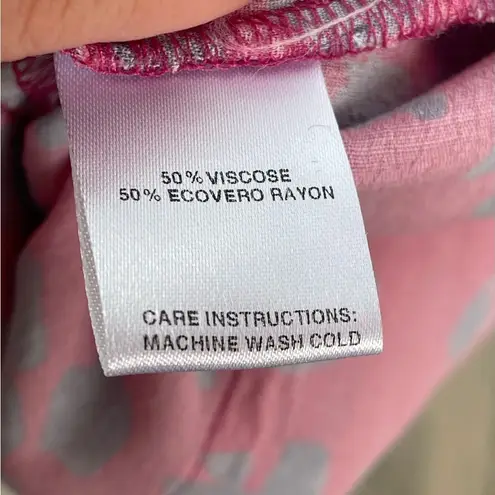 50% VISCOSE
50% ECOVERO RAYON
CARE INSTRUCTIONS:
MACHINE WASH COLD